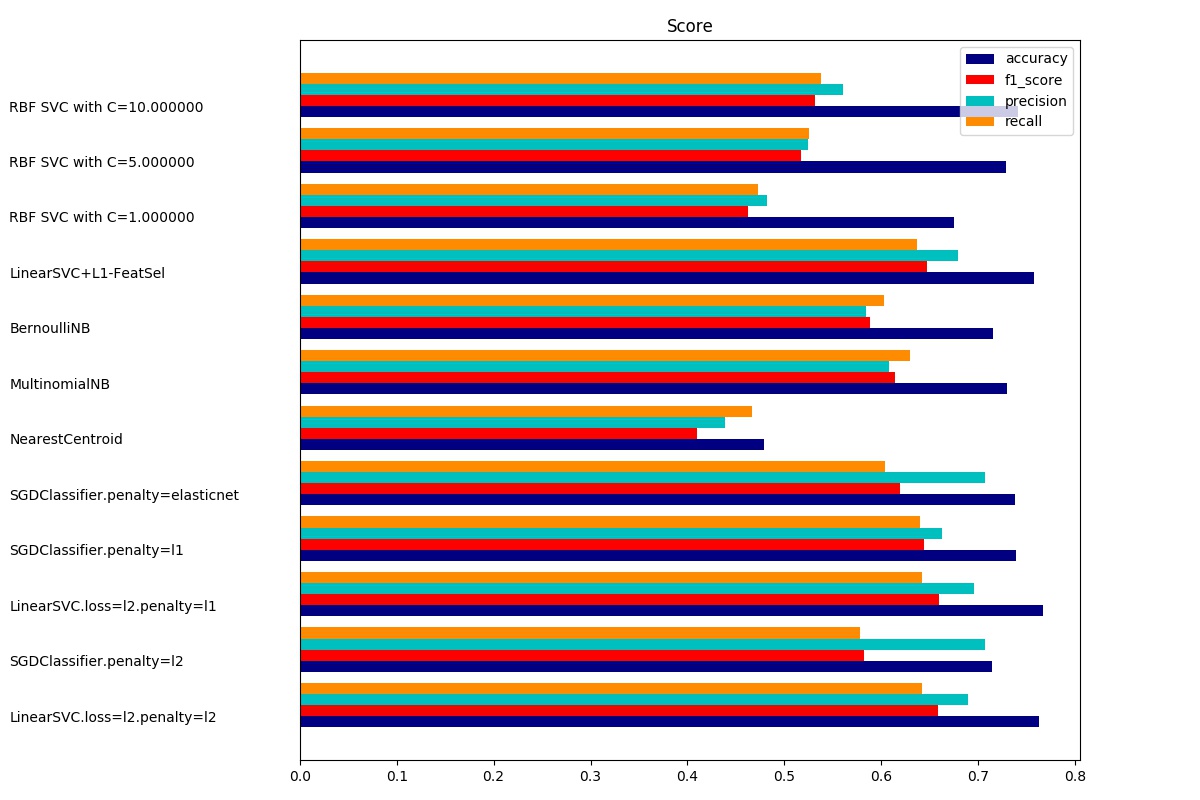 Score
accuracy
f1_score
precision
recall
RBF SVC with C=10.000000
RBF SVC with C=5.000000
RBF SVC with C=1.000000
LinearSVC+L1-FeatSel
BernoulliNB
MultinomialNB
NearestCentroid
SGDClassifier.penalty=elasticnet
SGDClassifier.penalty=l1
LinearSVC.loss=l2.penalty=l1
SGDClassifier.penalty=l2
LinearSVC.loss=l2.penalty=l2
0.0 0.1 0.2 0.3 0.4 0.5 0.6 0.7 0.8